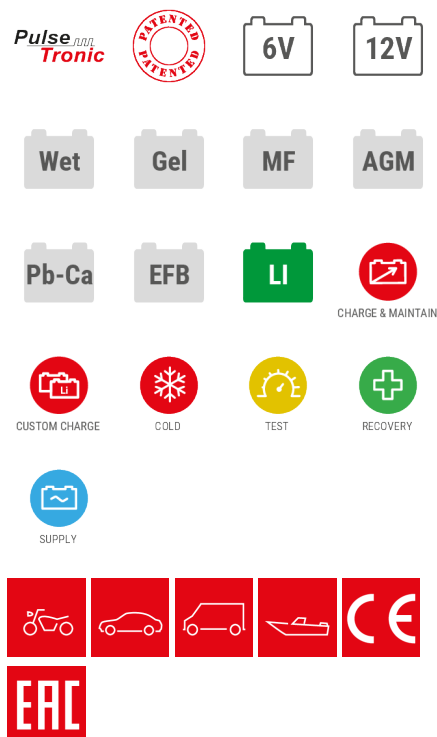 Pulse
Tronic
PATENTED
PATENTED
6V
12V
Wet
Gel
MF
AGM
Pb-Ca
EFB
LI
CHARGE & MAINTAIN
Li
CUSTOM CHARGE
COLD
TEST
RECOVERY
SUPPLY
CE
EAC